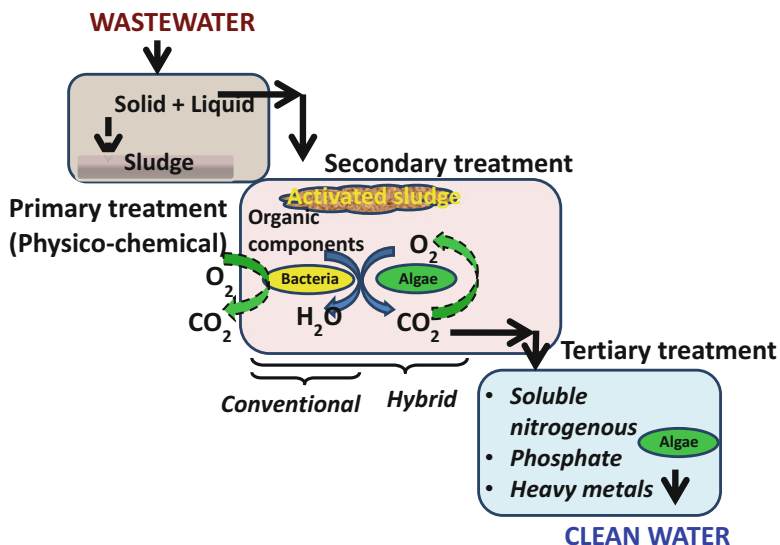 WASTEWATER
Solid + Liquid
Sludge
Primary treatment
(Physico-chemical)
Secondary treatment
Activated sludge
Organic
components
O2
CO2
Bacteria
H2O
O2
Algae
CO2
Conventional
Hybrid
Tertiary treatment
• Soluble
nitrogenous
• Phosphate
• Heavy metals
Algae
CLEAN WATER